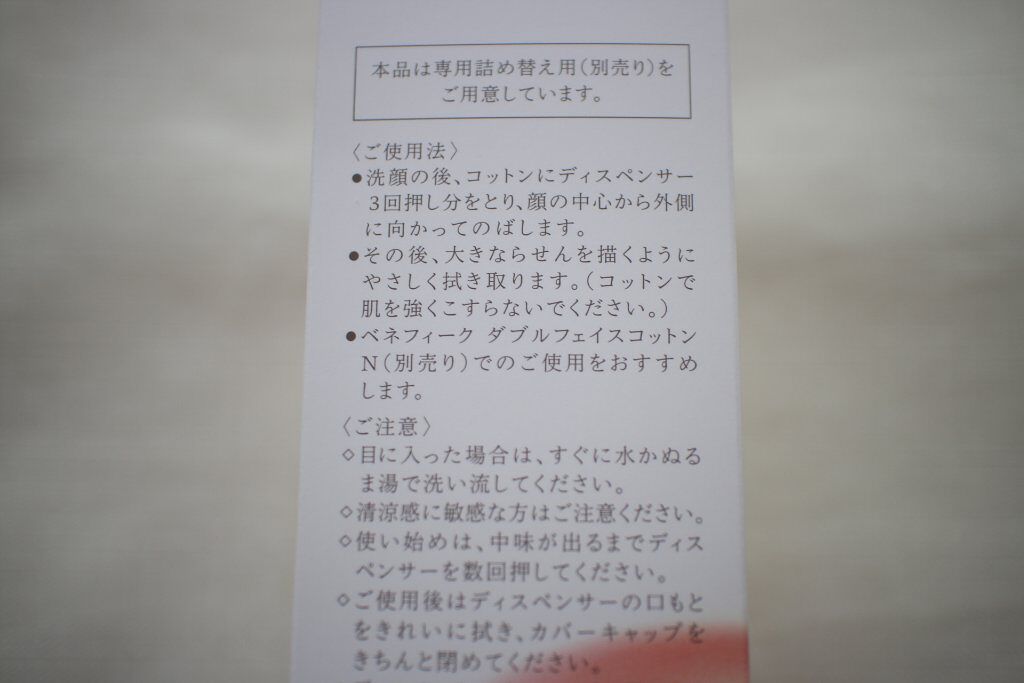 本品は専用詰め替え用(別売り)を
ご用意しています。
〈ご使用法〉
●洗顔の後、コットンにディスペンサー
3回押し分をとり、顔の中心から外側
に向かってのばします。
●その後、大きならせんを描くように
やさしく拭き取ります。(コットンで
肌を強くこすらないでください。)
●ベネフィーク ダブルフェイスコットン
N(別売り)でのご使用をおすすめ
します。
〈ご注意〉
◇目に入った場合は、すぐに水かぬる
ま湯で洗い流してください。
◇清涼感に敏感な方はご注意ください。
◇使い始めは、中味が出るまでディス
ペンサーを数回押してください。
◇ご使用後はディスペンサーの口もと
をきれいに拭き、カバーキャップを
きちんと閉めてください。